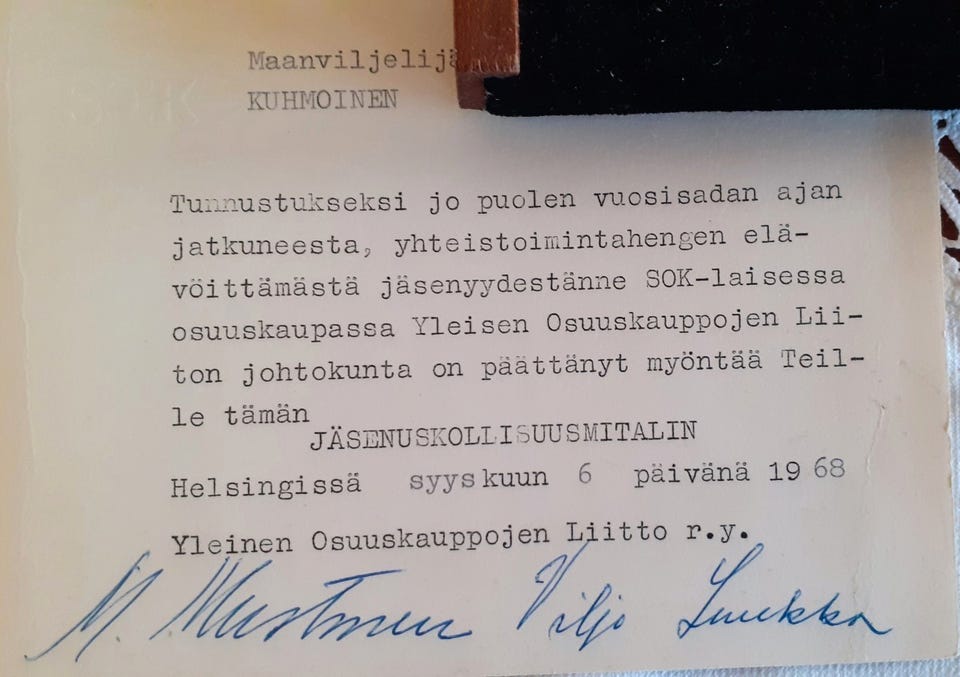 Maanviljelijä
KUHMOINEN
Tunnustukseksi jo puolen vuosisadan ajan
jatkuneesta, yhteistoimintahengen elä-
vöittämästä jäsenyydestänne SOK-laisessa
osuuskaupassa Yleisen Osuuskauppojen Lii-
ton johtokunta on päättänyt myöntää Teil-
le tämän
JÄSENUSKOLLISUUSMITALIN
Helsingissä syyskuun 6 päivänä 1968
Yleinen Osuuskauppojen Liitto r.y.
M. Mustonen Viljo Luukka